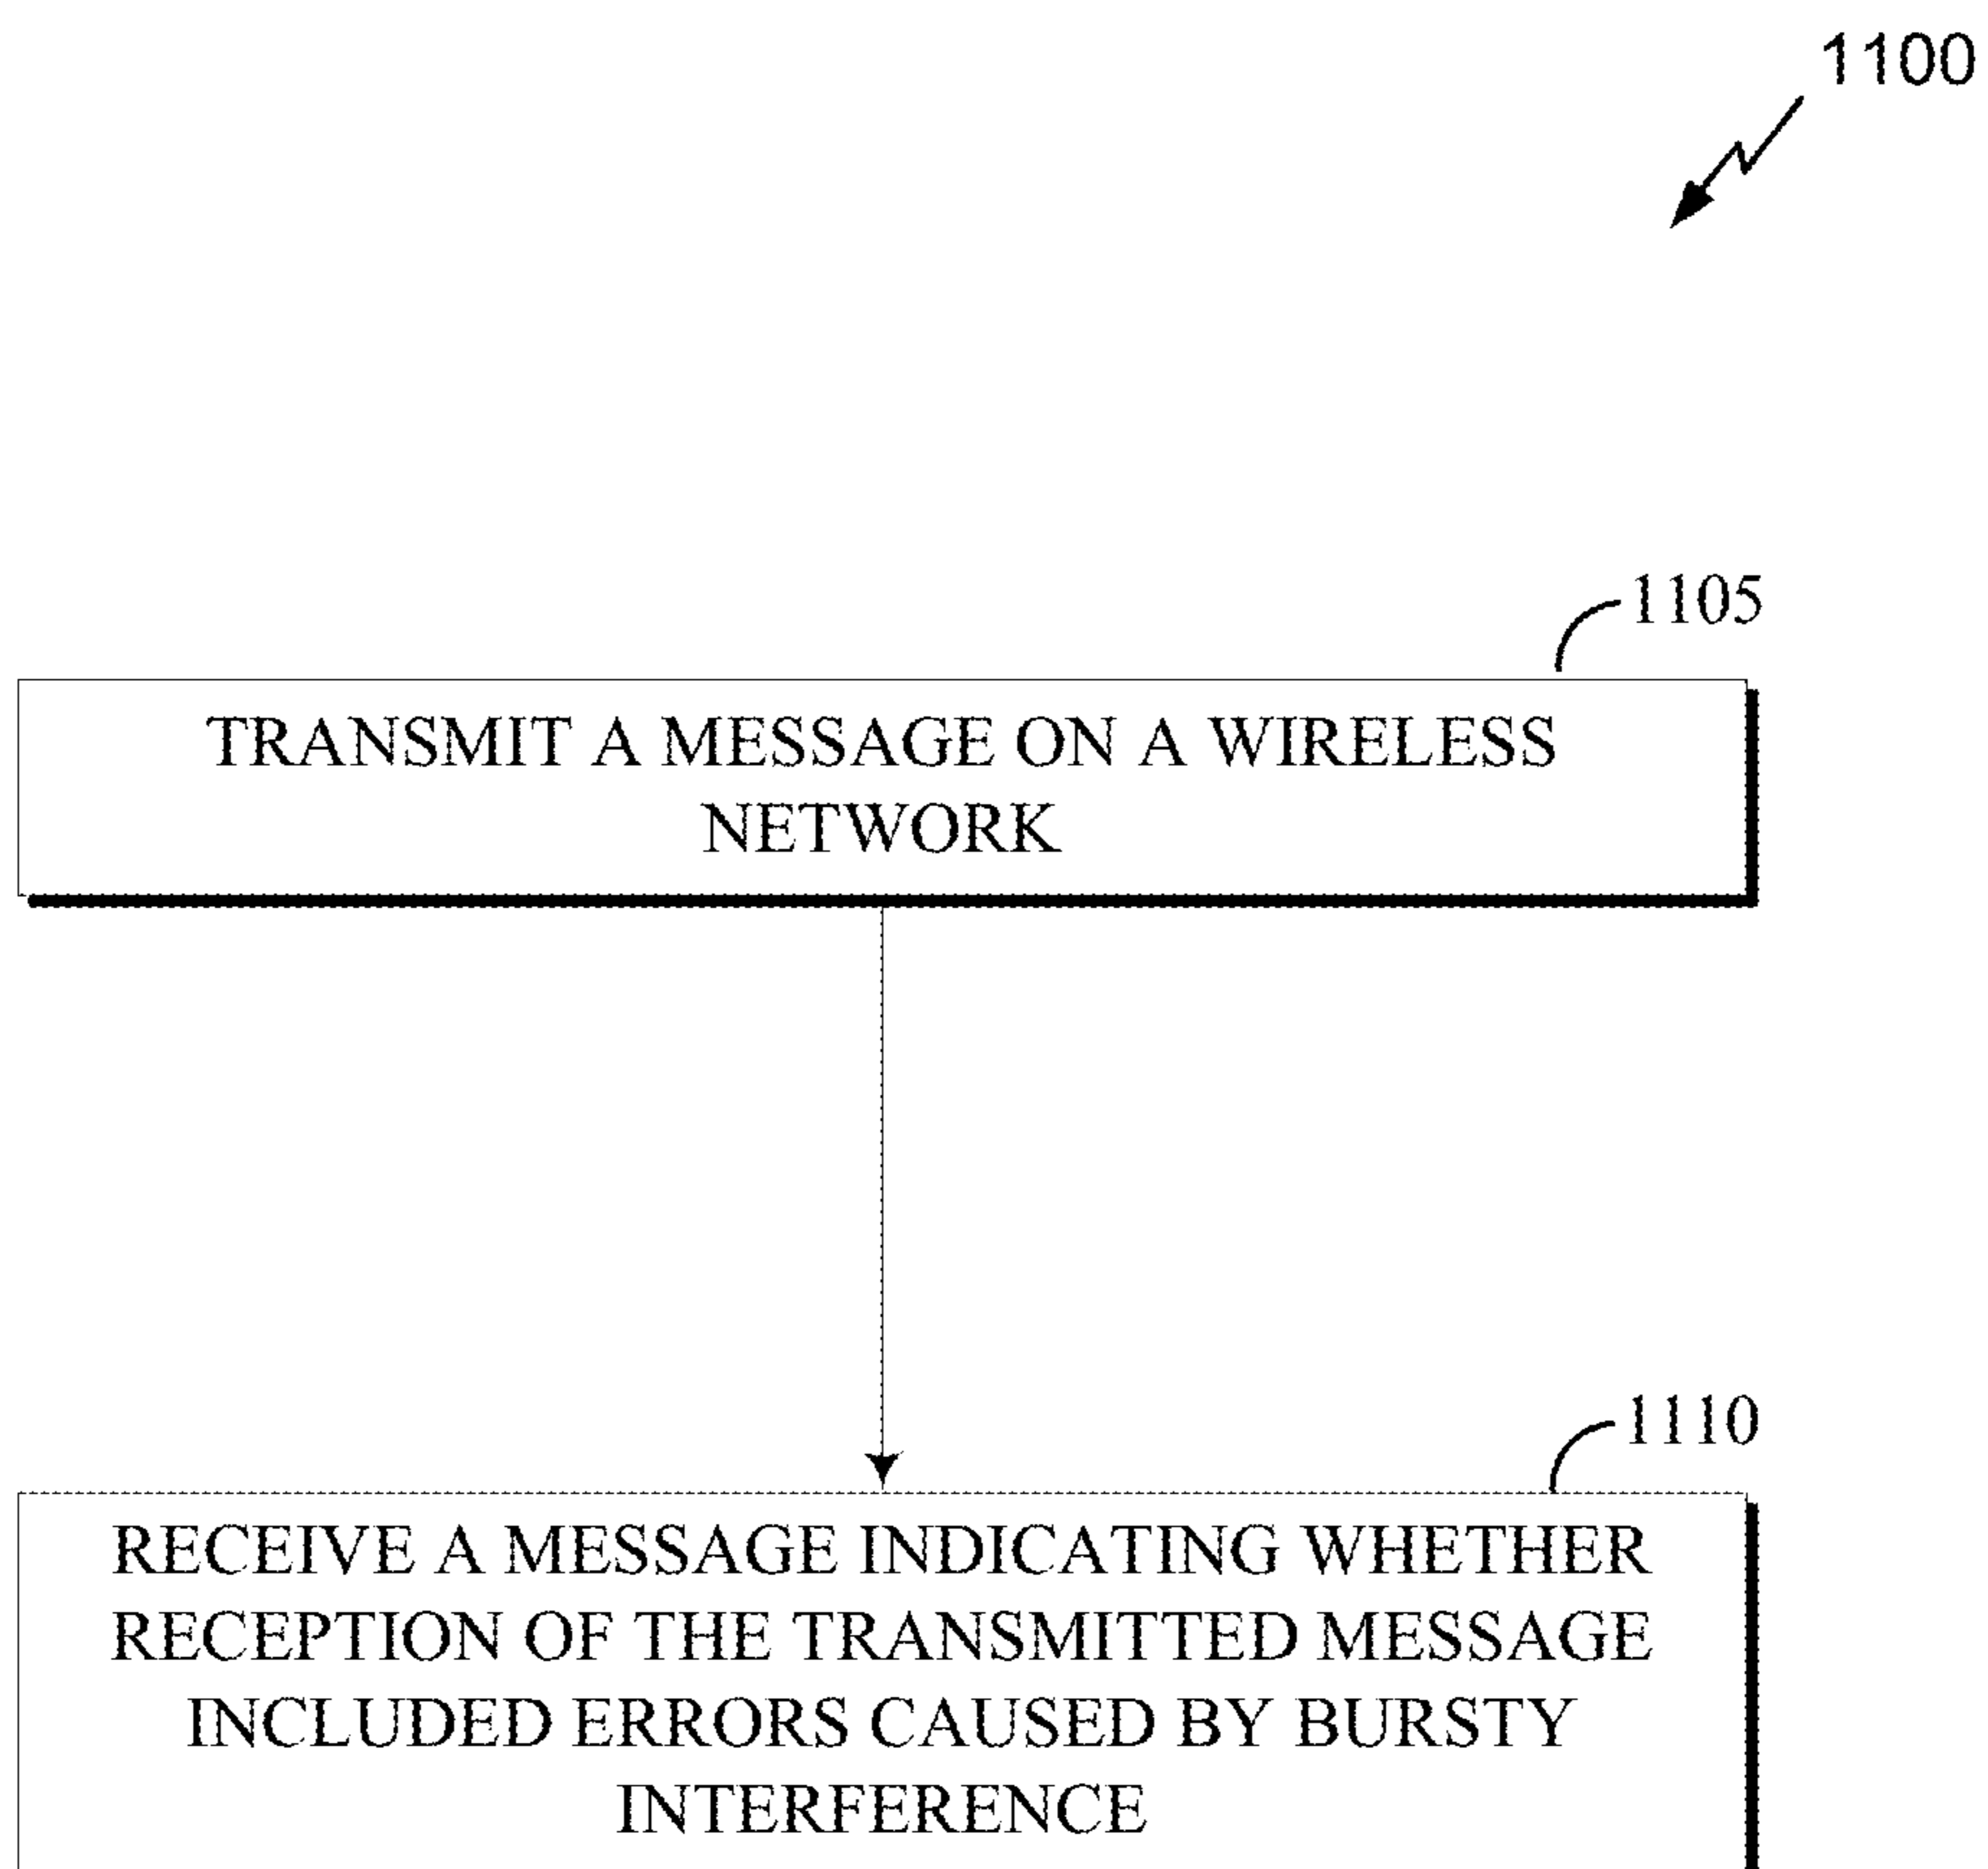 1100
1105
TRANSMIT A MESSAGE ON A WIRELESS
NETWORK
1110
RECEIVE A MESSAGE INDICATING WHETHER
RECEPTION OF THE TRANSMITTED MESSAGE
INCLUDED ERRORS CAUSED BY BURSTY
INTERFERENCE